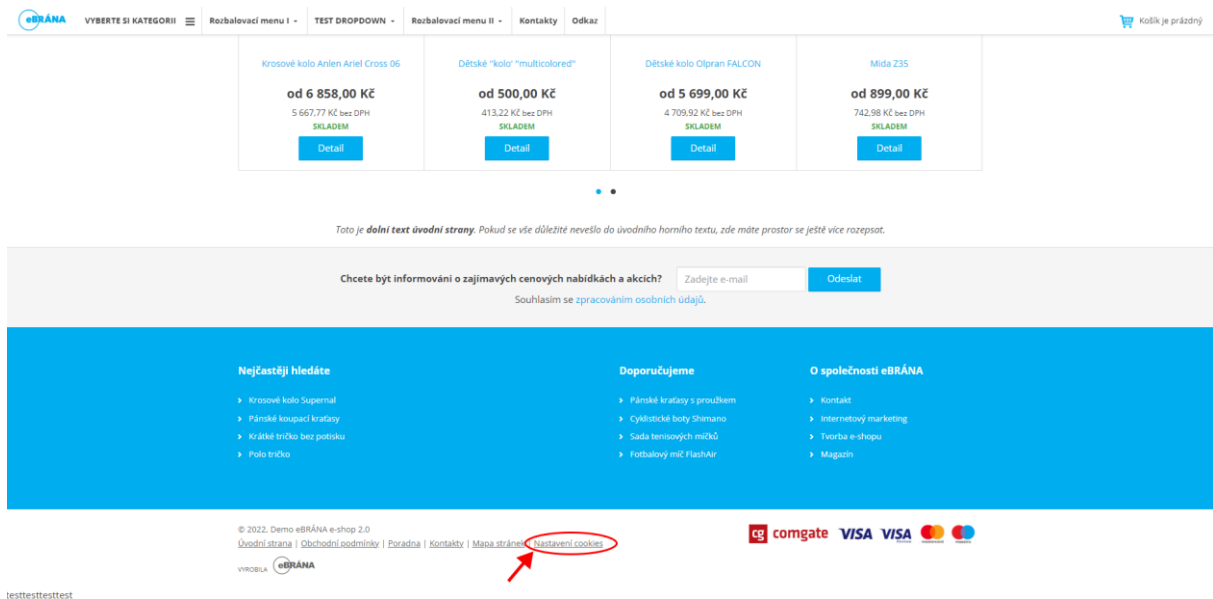 eBRÁNA VYBERTE SI KATEGORII Rozbalovací menu I TEST DROPDOWN Rozbalovací menu II Kontakty Odkaz Košík je prázdný
Krosové kolo Anlen Ariel Cross 06 Dětské "kolo' "multicolored" Dětské kolo Olpran FALCON Mida Z35
od 6 858,00 Kč od 500,00 Kč od 5 699,00 Kč od 899,00 Kč
5 667,77 Kč bez DPH 413,22 Kč bez DPH 4 709,92 Kč bez DPH 742,98 Kč bez DPH
SKLADEM SKLADEM SKLADEM SKLADEM
Detail Detail Detail Detail
Toto je dolní text úvodní strany. Pokud se vše důležité nevešlo do úvodního horního textu, zde máte prostor se ještě více rozepsat.
Chcete být informováni o zajímavých cenových nabídkách a akcích? Zadejte e-mail Odeslat
Souhlasím se zpracováním osobních údajů.
Nejčastěji hledáte Doporučujeme O společnosti eBRÁNA
Krosové kolo Supernal Pánské kraťasy s proužkem Kontakt
Pánské koupací kraťasy Cyklistické boty Shimano Internetový marketing
Krátké tričko bez potisku Sada tenisových míčků Tvorba e-shopu
Polo tričko Fotbalový míč FlashAir Magazín
© 2022, Demo eBRÁNA e-shop 2.0
Úvodní strana | Obchodní podmínky | Poradna | Kontakty | Mapa stránek | Nastavení cookies
cg comgate VISA VISA
VYROBILA eBRÁNA
testtesttesttest